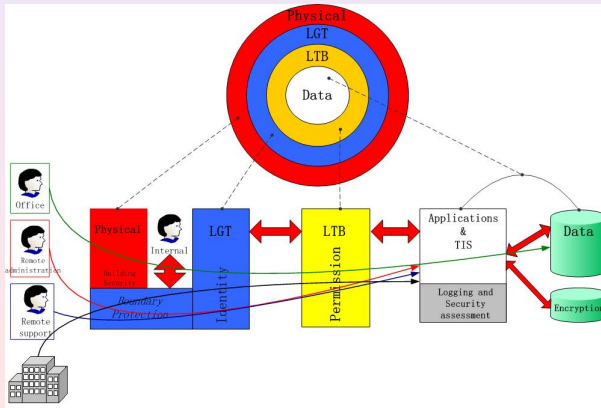 Physical
LGT
LTB
Data
Office
Remote
administration
Remote
support
Physical
Building
Security
Internal
Boundary
Protection
LGT
Identity
LTB
Permission
Applications
&
TIS
Logging and
Security
assessment
Data
Encryption